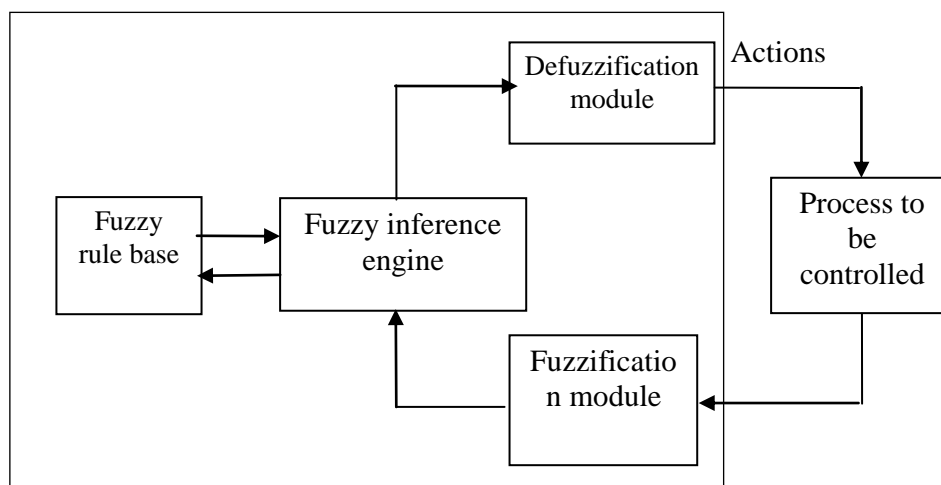 Defuzzification
module
Actions
Fuzzy
rule base
Fuzzy inference
engine
Process to
be
controlled
Fuzzificatio
n module